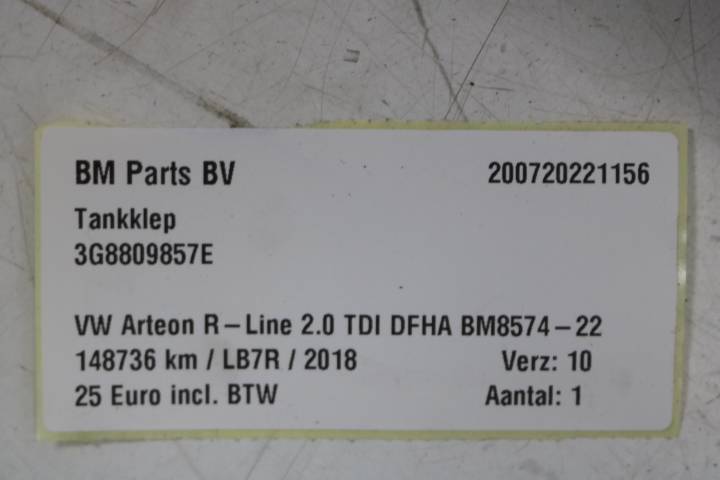 BM Parts BV 200720221156
Tankklep
3G8809857E
VW Arteon R-Line 2.0 TDI DFHA BM8574-22
148736 km / LB7R / 2018 Verz: 10
25 Euro incl. BTW Aantal: 1